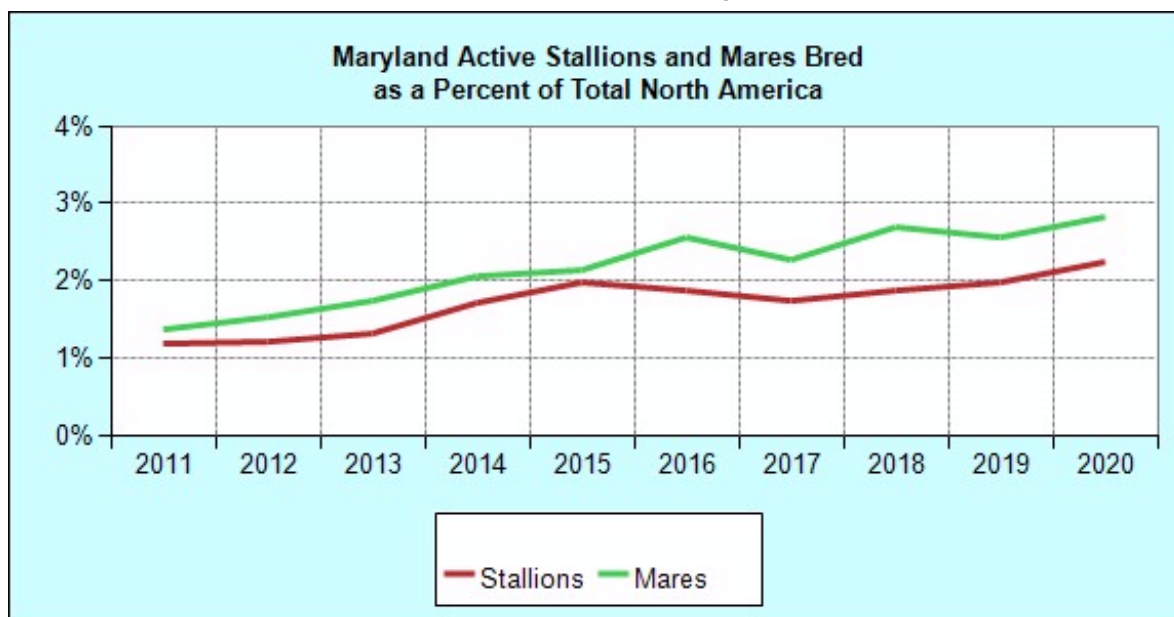 Maryland Active Stallions and Mares Bred
as a Percent of Total North America
4%
3%
2%
1%
0%
2011 2012 2013 2014 2015 2016 2017 2018 2019 2020
Stallions Mares